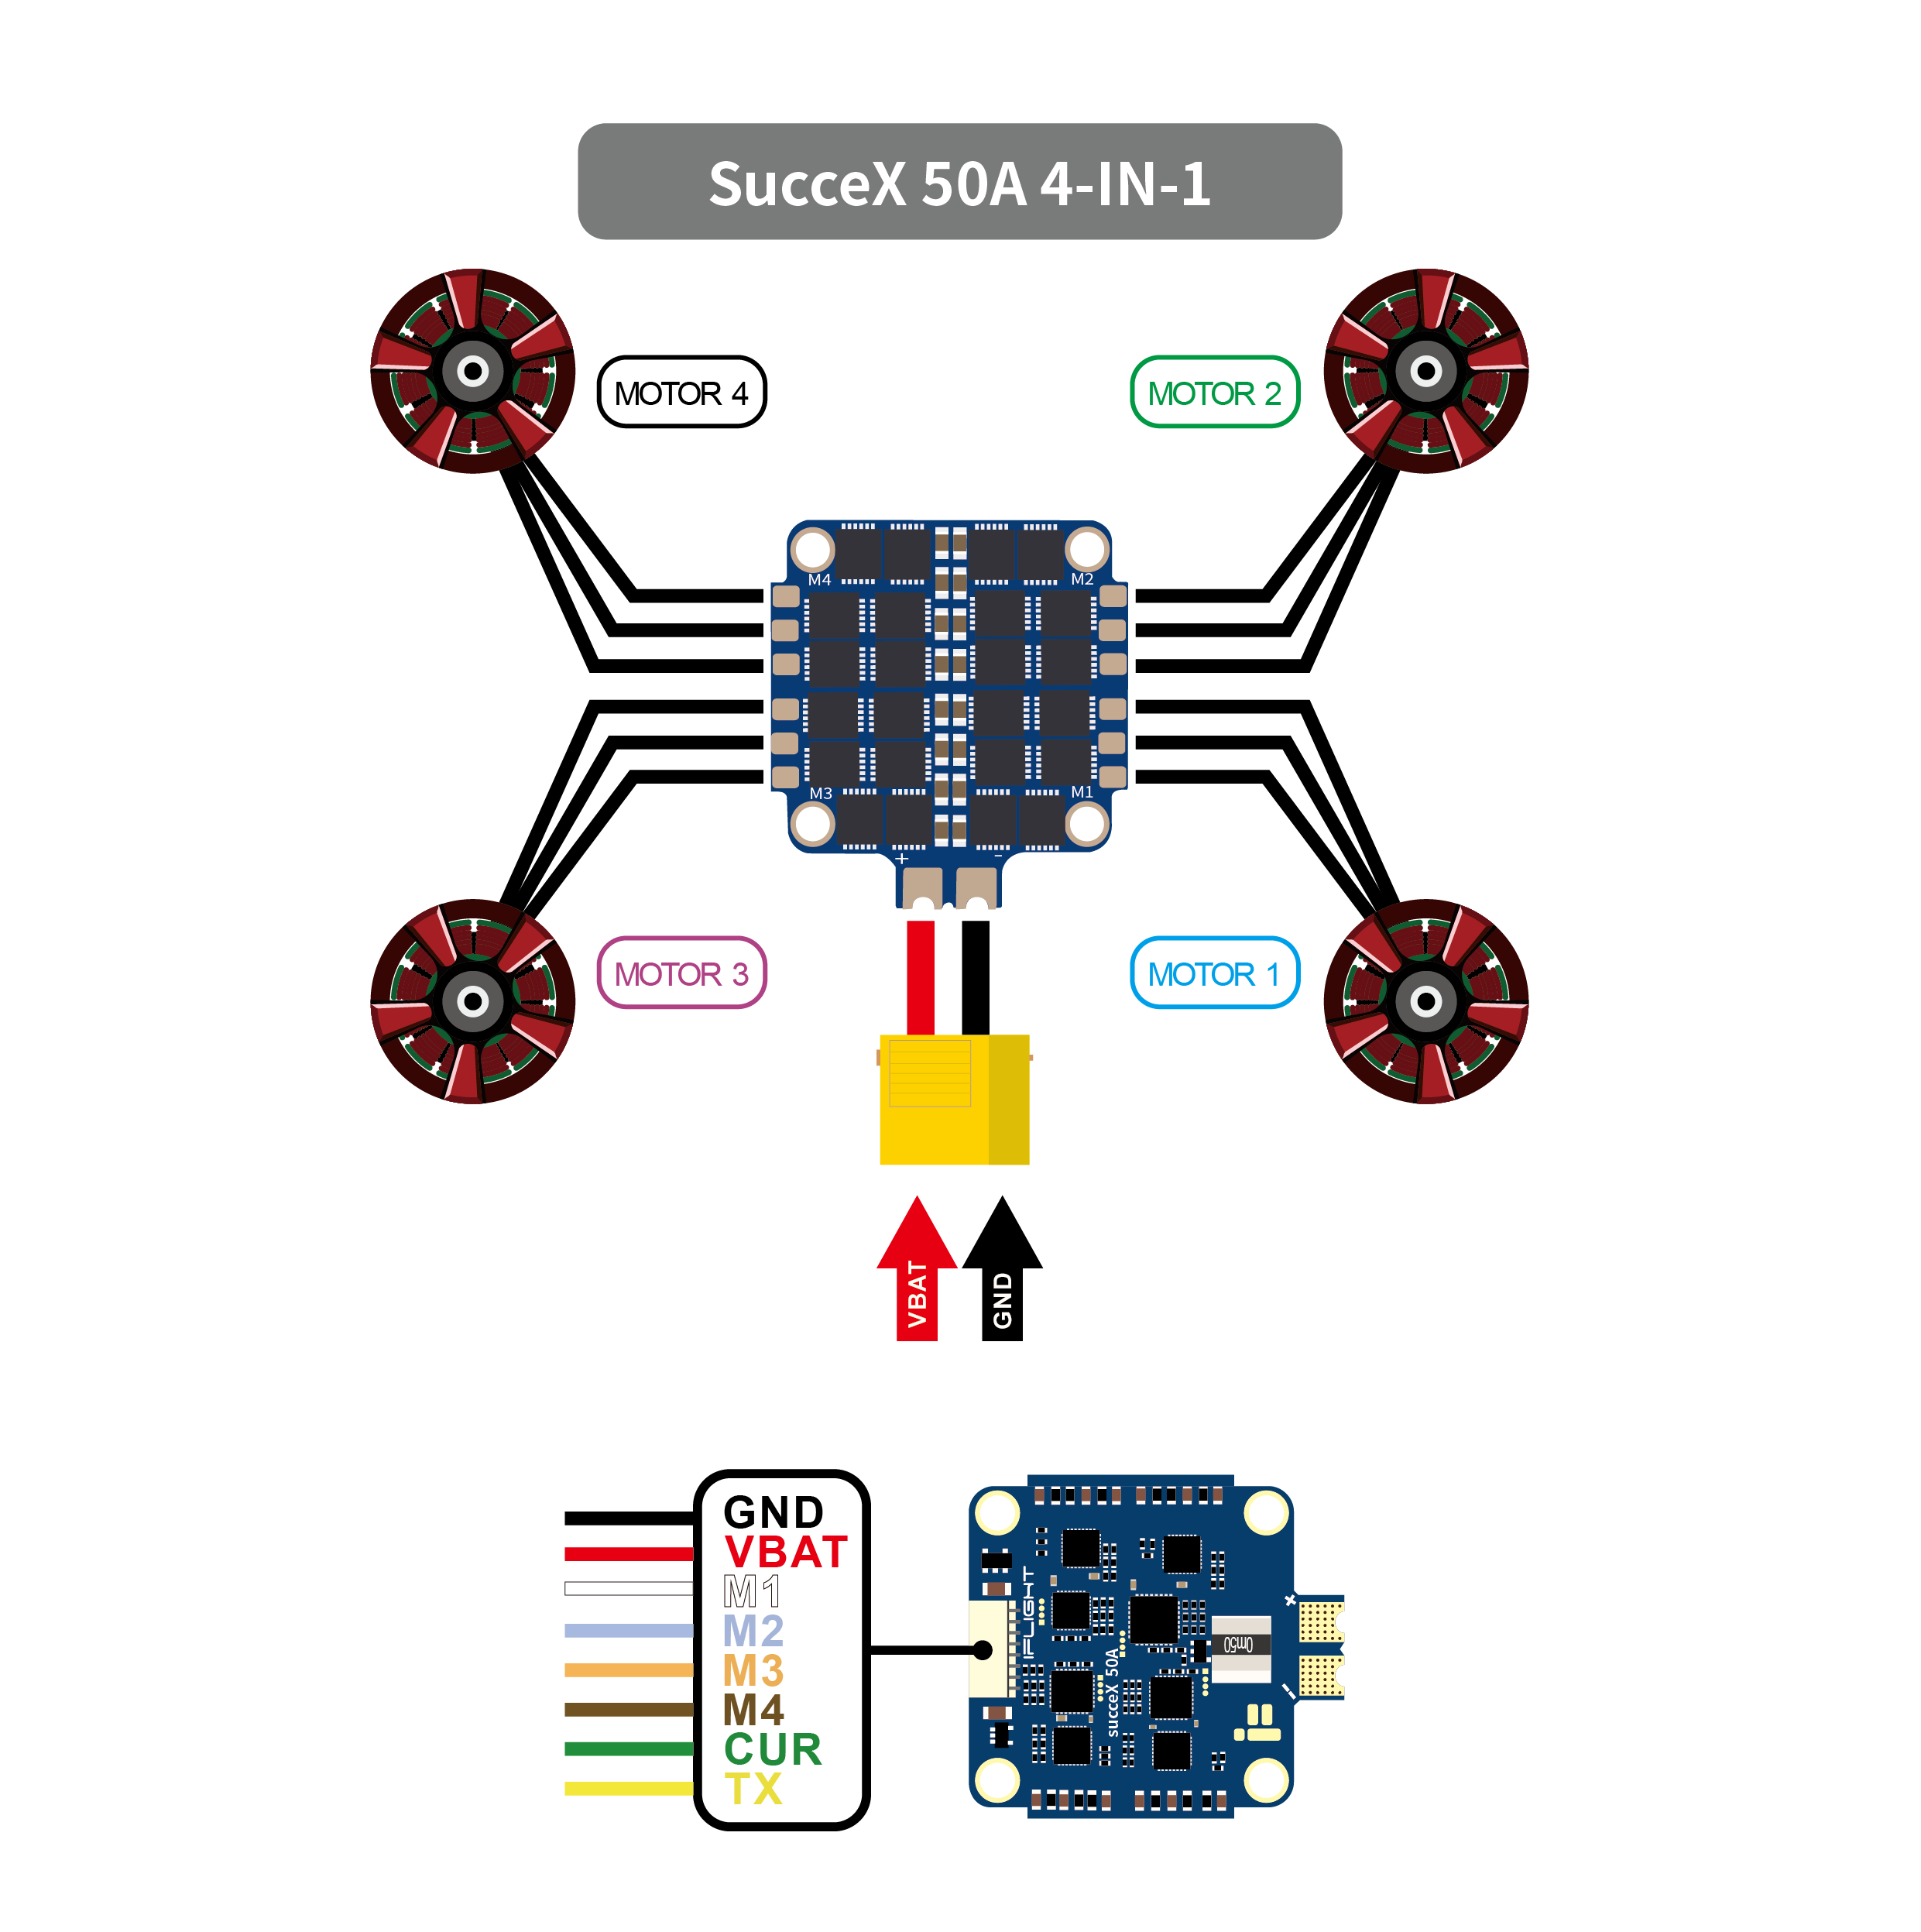 SucceX 50A 4-IN-1
MOTOR 4
MOTOR 2
M4
M2
M3
M1
+
-
MOTOR 3
MOTOR 1
VBAT
GND
GND
VBAT
M1
M2
M3
M4
CUR
TX
IFLIGHT
succeX 50A
0m50
+
-